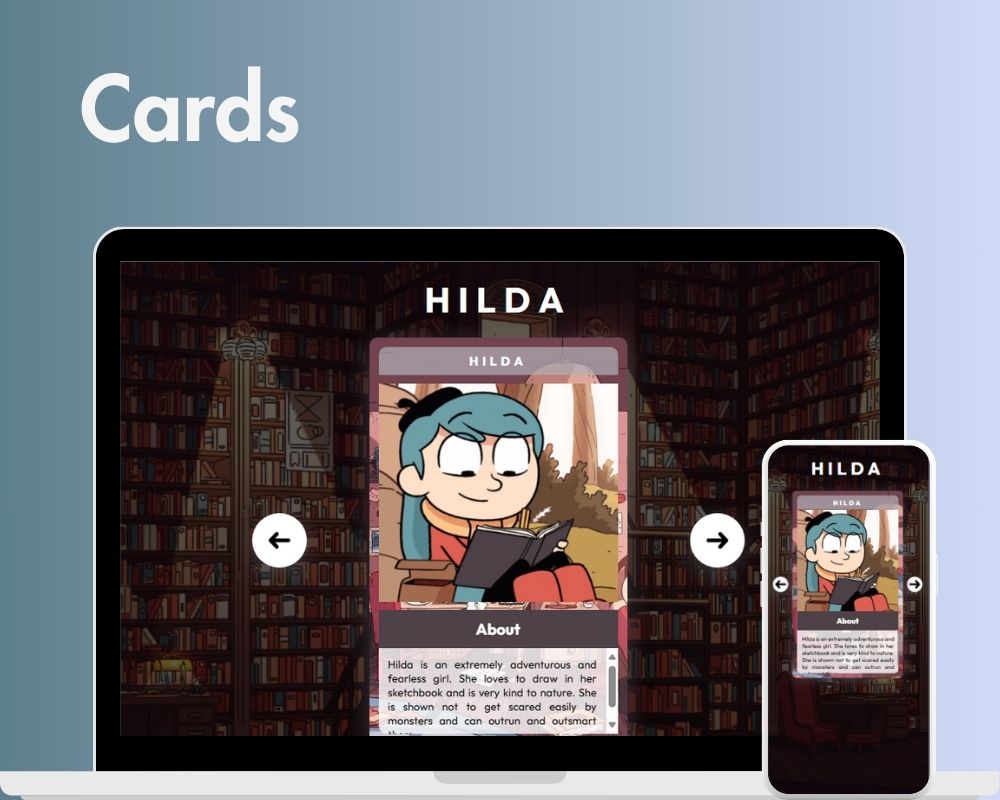 Cards
HILDA
HILDA
About
Hilda is an extremely adventurous and
fearless girl. She loves to draw in her
sketchbook and is very kind to nature. She
is shown not to get scared easily by
monsters and can outrun and outsmart
HILDA
HILDA
About
Hilda is an extremely adventurous and
fearless girl. She loves to draw in her
sketchbook and is very kind to nature.
She is shown not to get scared easily
by monsters and can outrun and